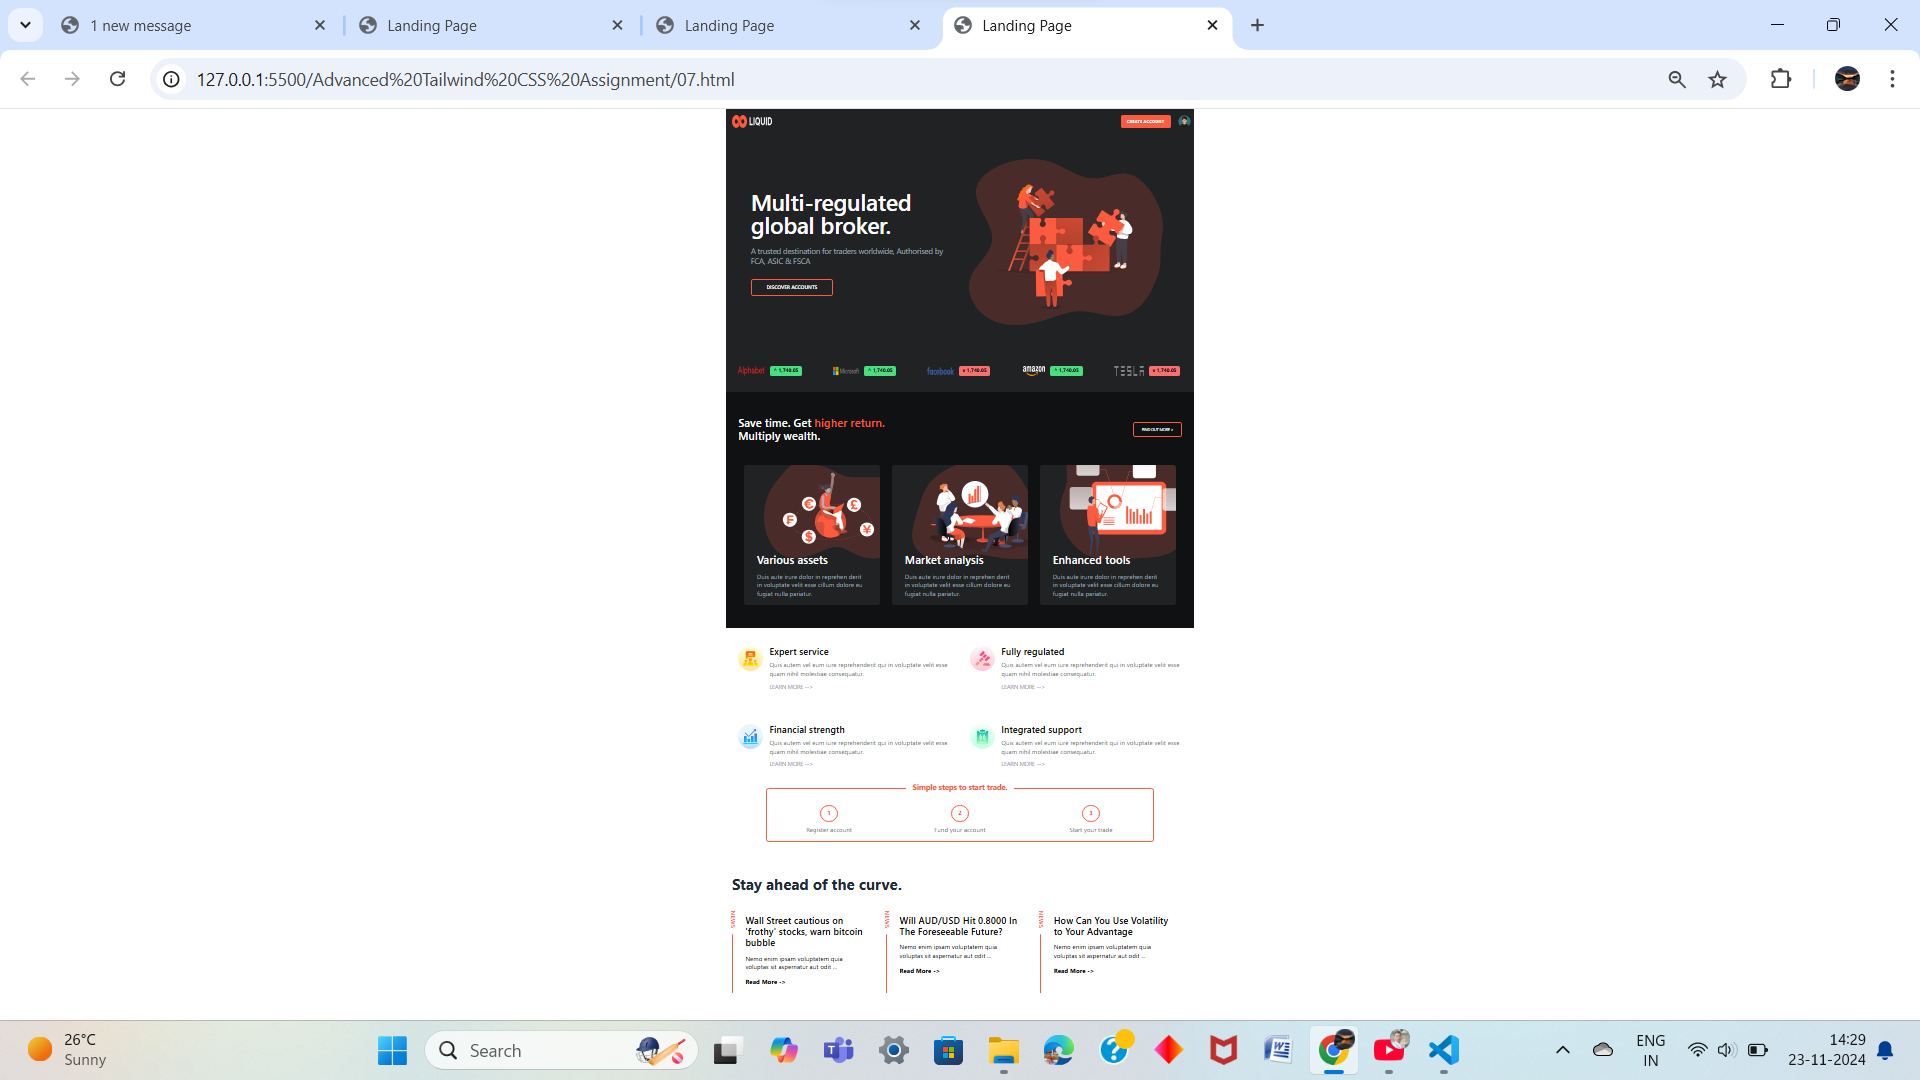 1 new message
Landing Page
Landing Page
Landing Page
127.0.0.1:5500/Advanced%20Tailwind%20CSS%20Assignment/07.html
LIQUID
CREATE ACCOUNT
Multi-regulated
global broker.
A trusted destination for traders worldwide, Authorised by
FCA, ASIC & FSCA
DISCOVER ACCOUNTS
Alphabet ^ 1,740.05
Microsoft ^ 1,740.05
facebook v 1,740.05
amazon ^ 1,740.05
TESLA v 1,740.05
Save time. Get higher return.
Multiply wealth.
FIND OUT MORE >
Various assets
Duis aute irure dolor in reprehen derit
in voluptate velit esse cillum dolore eu
fugiat nulla pariatur.
Market analysis
Duis aute irure dolor in reprehen derit
in voluptate velit esse cillum dolore eu
fugiat nulla pariatur.
Enhanced tools
Duis aute irure dolor in reprehen derit
in voluptate velit esse cillum dolore eu
fugiat nulla pariatur.
Expert service
Quis autem vel eum iure reprehenderit qui in voluptate velit esse
quam nihil molestiae consequatur.
LEARN MORE -->
Fully regulated
Quis autem vel eum iure reprehenderit qui in voluptate velit esse
quam nihil molestiae consequatur.
LEARN MORE -->
Financial strength
Quis autem vel eum iure reprehenderit qui in voluptate velit esse
quam nihil molestiae consequatur.
LEARN MORE -->
Integrated support
Quis autem vel eum iure reprehenderit qui in voluptate velit esse
quam nihil molestiae consequatur.
LEARN MORE -->
Simple steps to start trade.
1
Register account
2
Fund your account
3
Start your trade
Stay ahead of the curve.
NEWS
Wall Street cautious on
'frothy' stocks, warn bitcoin
bubble
Nemo enim ipsam voluptatem quia
voluptas sit aspernatur aut odit ...
Read More ->
NEWS
Will AUD/USD Hit 0.8000 In
The Foreseeable Future?
Nemo enim ipsam voluptatem quia
voluptas sit aspernatur aut odit ...
Read More ->
NEWS
How Can You Use Volatility
to Your Advantage
Nemo enim ipsam voluptatem quia
voluptas sit aspernatur aut odit ...
Read More ->
26°C
Sunny
Search
ENG
IN
14:29
23-11-2024